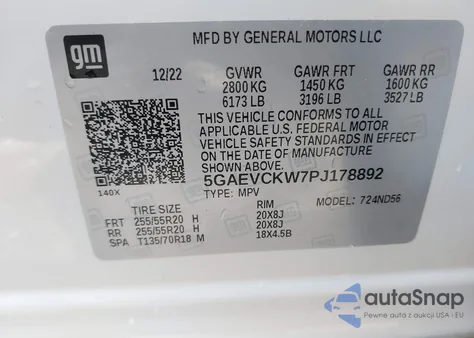 gm
MFD BY GENERAL MOTORS LLC
12/22 GVWR GAWR FRT GAWR RR
2800 KG 1450 KG 1600 KG
6173 LB 3196 LB 3527 LB
THIS VEHICLE CONFORMS TO ALL
APPLICABLE U.S. FEDERAL MOTOR
VEHICLE SAFETY STANDARDS IN EFFECT
ON THE DATE OF MANUFACTURE
SHOWN ABOVE.
140X 5GAEVCKW7PJ178892
TYPE: MPV MODEL: 724ND56
TIRE RIM
FRT 255/55R20 H 20X8J
RR 255/55R20 H 20X8J
SPA T135/70R18 M 18X4.5B
autoSnap
Pewne auta z aukcji USA i EU